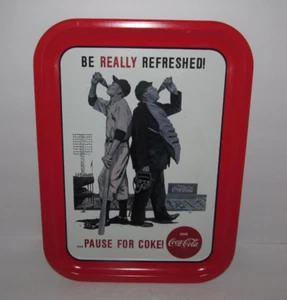 BE REALLY REFRESHED!
... PAUSE FOR COKE!
Coca-Cola